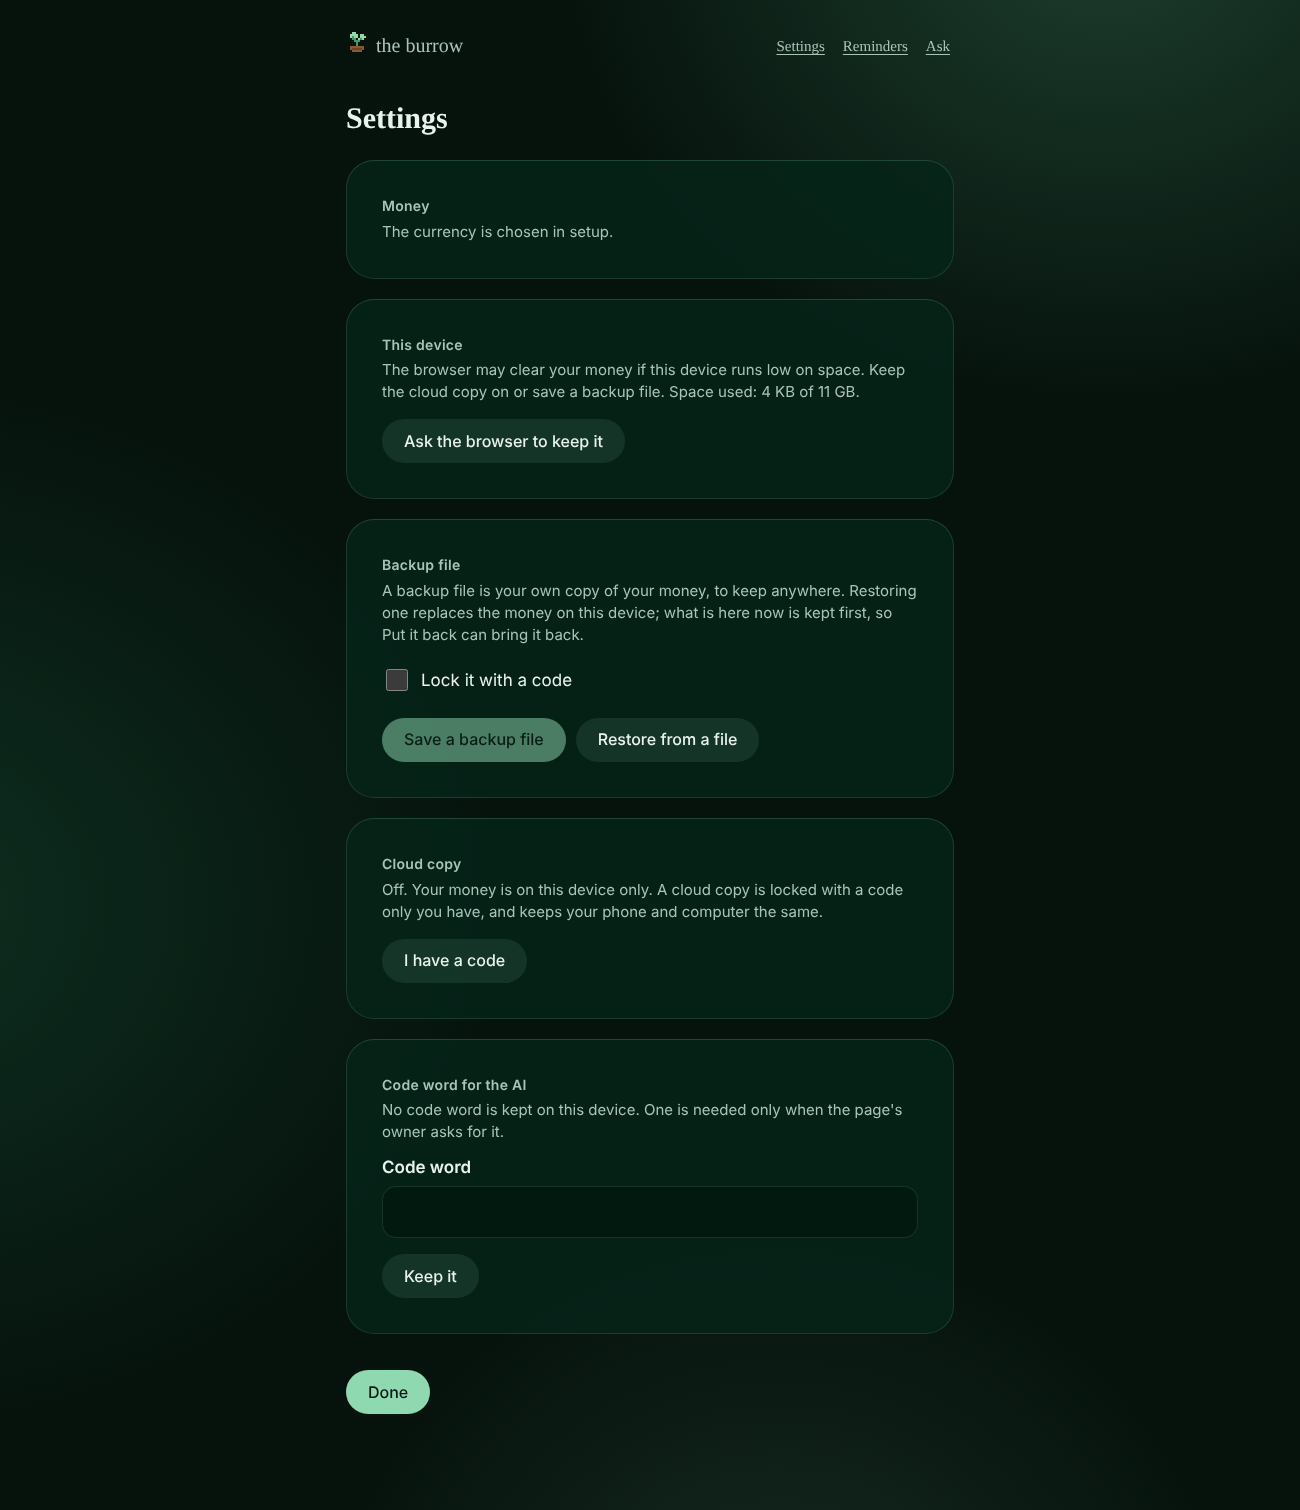 the burrow
Settings Reminders Ask
Settings
Money
The currency is chosen in setup.
This device
The browser may clear your money if this device runs low on space. Keep
the cloud copy on or save a backup file. Space used: 4 KB of 11 GB.
Ask the browser to keep it
Backup file
A backup file is your own copy of your money, to keep anywhere. Restoring
one replaces the money on this device; what is here now is kept first, so
Put it back can bring it back.
Lock it with a code
Save a backup file Restore from a file
Cloud copy
Off. Your money is on this device only. A cloud copy is locked with a code
only you have, and keeps your phone and computer the same.
I have a code
Code word for the AI
No code word is kept on this device. One is needed only when the page's
owner asks for it.
Code word
Keep it
Done